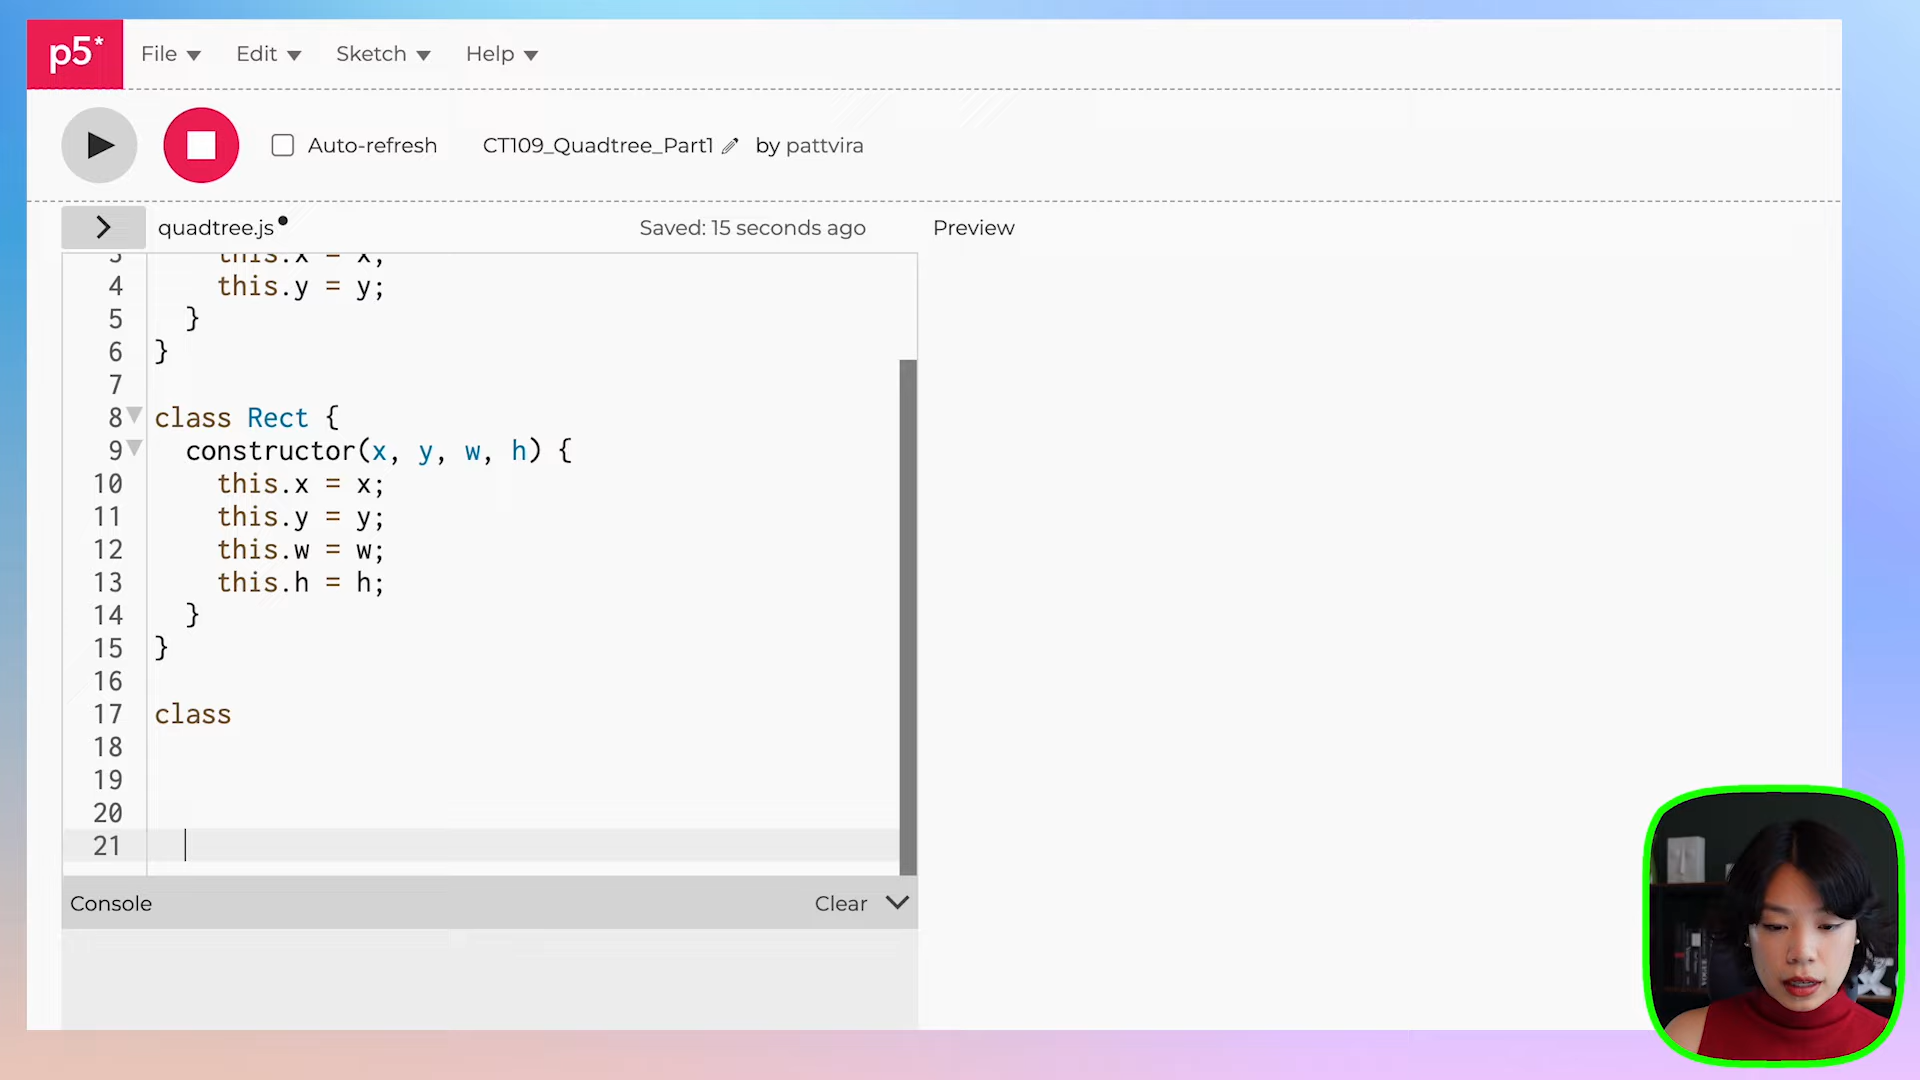 p5* File Edit Sketch Help
Auto-refresh CT109_Quadtree_Part1 by pattvira
quadtree.js Saved: 15 seconds ago Preview
3 this.x = x;
4 this.y = y;
5 }
6 }
7
8 class Rect {
9 constructor(x, y, w, h) {
10 this.x = x;
11 this.y = y;
12 this.w = w;
13 this.h = h;
14 }
15 }
16
17 class
18
19
20
21
Console Clear